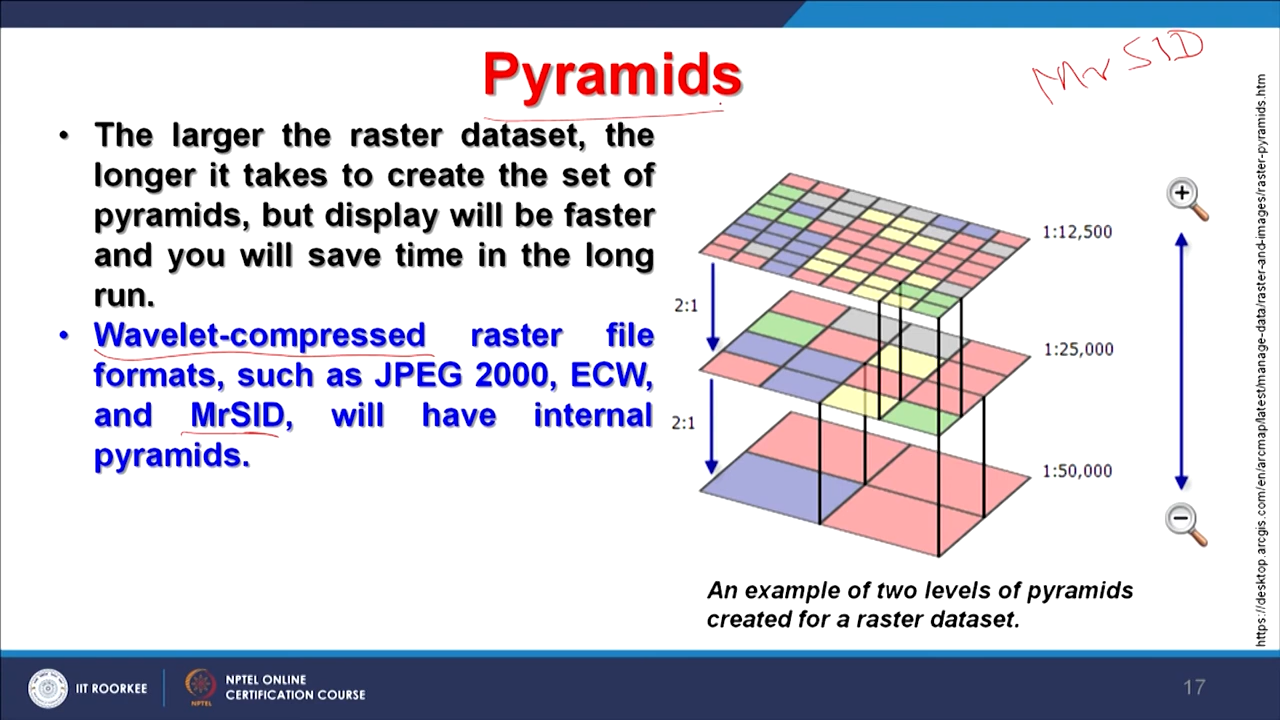 Pyramids
MrSID
• The larger the raster dataset, the
longer it takes to create the set of
pyramids, but display will be faster
and you will save time in the long
run.
• Wavelet-compressed raster file
formats, such as JPEG 2000, ECW,
and MrSID, will have internal
pyramids.
1:12,500
2:1
1:25,000
2:1
1:50,000
An example of two levels of pyramids
created for a raster dataset.
https://desktop.arcgis.com/en/arcmap/latest/manage-data/raster-and-images/raster-pyramids.htm
IIT ROORKEE
NPTEL
NPTEL ONLINE
CERTIFICATION COURSE
17